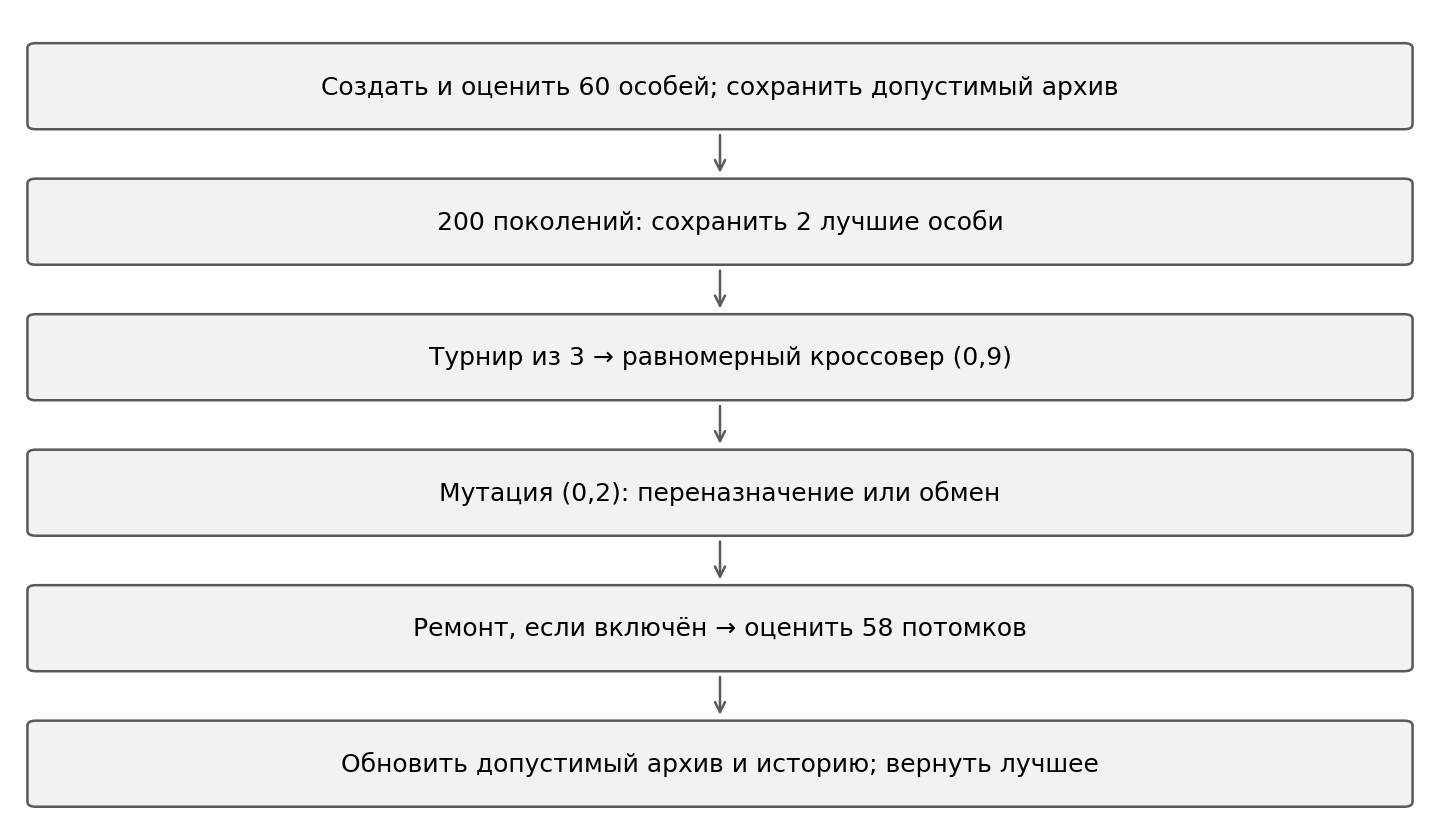 Создать и оценить 60 особей; сохранить допустимый архив
200 поколений: сохранить 2 лучшие особи
Турнир из 3 → равномерный кроссовер (0,9)
Мутация (0,2): переназначение или обмен
Ремонт, если включён → оценить 58 потомков
Обновить допустимый архив и историю; вернуть лучшее